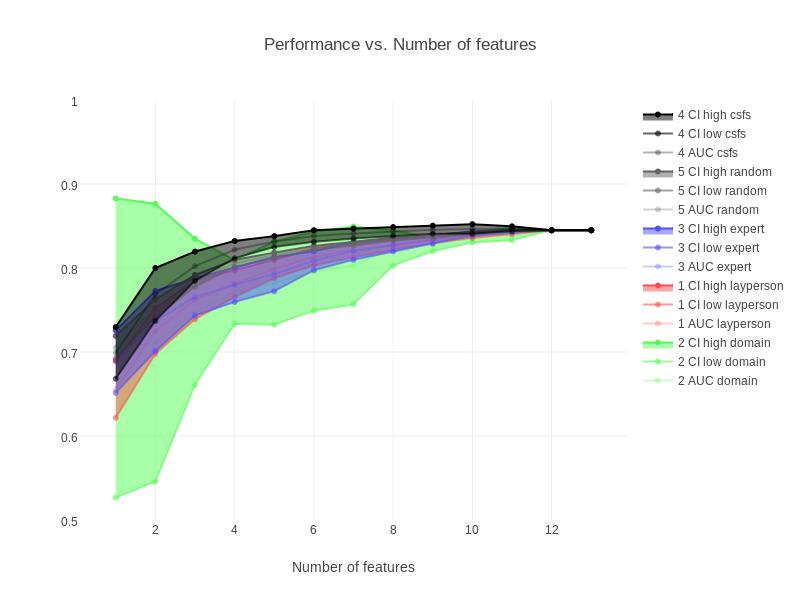 Performance vs. Number of features
1
0.9
0.8
0.7
0.6
0.5
2
4
6
8
10
12
Number of features
4 CI high csfs
4 CI low csfs
4 AUC csfs
5 CI high random
5 CI low random
5 AUC random
3 CI high expert
3 CI low expert
3 AUC expert
1 CI high layperson
1 CI low layperson
1 AUC layperson
2 CI high domain
2 CI low domain
2 AUC domain